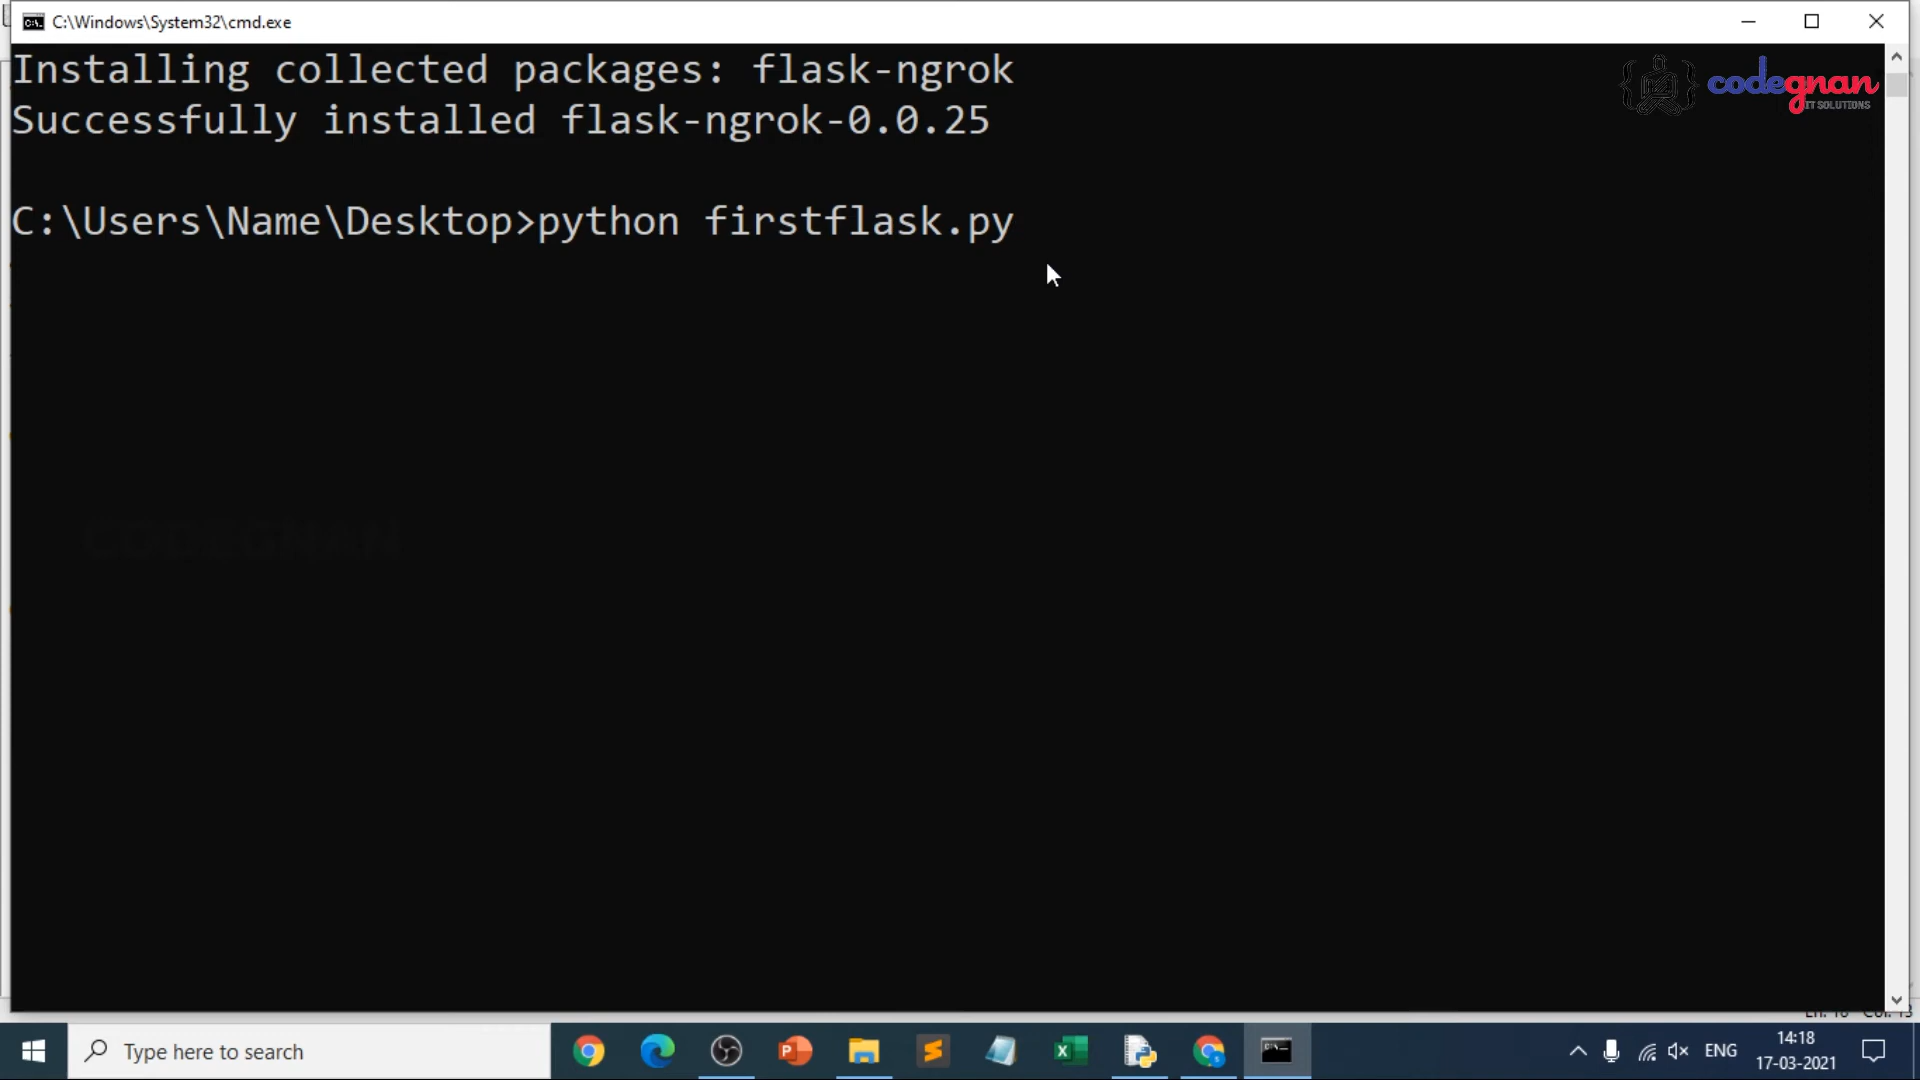 C:\Windows\System32\cmd.exe
Installing collected packages: flask-ngrok
Successfully installed flask-ngrok-0.0.25
codegnan
IT SOLUTIONS
C:\Users\Name\Desktop>python firstflask.py
CODEGNAN
Type here to search
ENG
14:18
17-03-2021